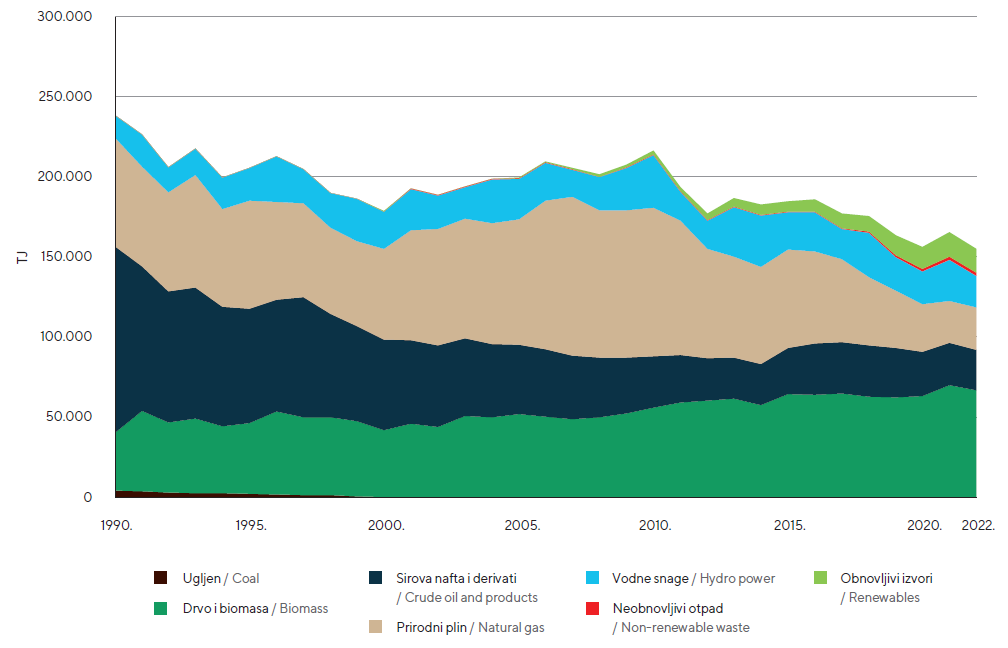 300.000
250.000
200.000
150.000
100.000
50.000
0
TJ
1990.
1995.
2000.
2005.
2010.
2015.
2020.
2022.
Ugljen / Coal
Drvo i biomasa / Biomass
Sirova nafta i derivati
/ Crude oil and products
Prirodni plin / Natural gas
Vodne snage / Hydro power
Neobnovljivi otpad
/ Non-renewable waste
Obnovljivi izvori
/ Renewables